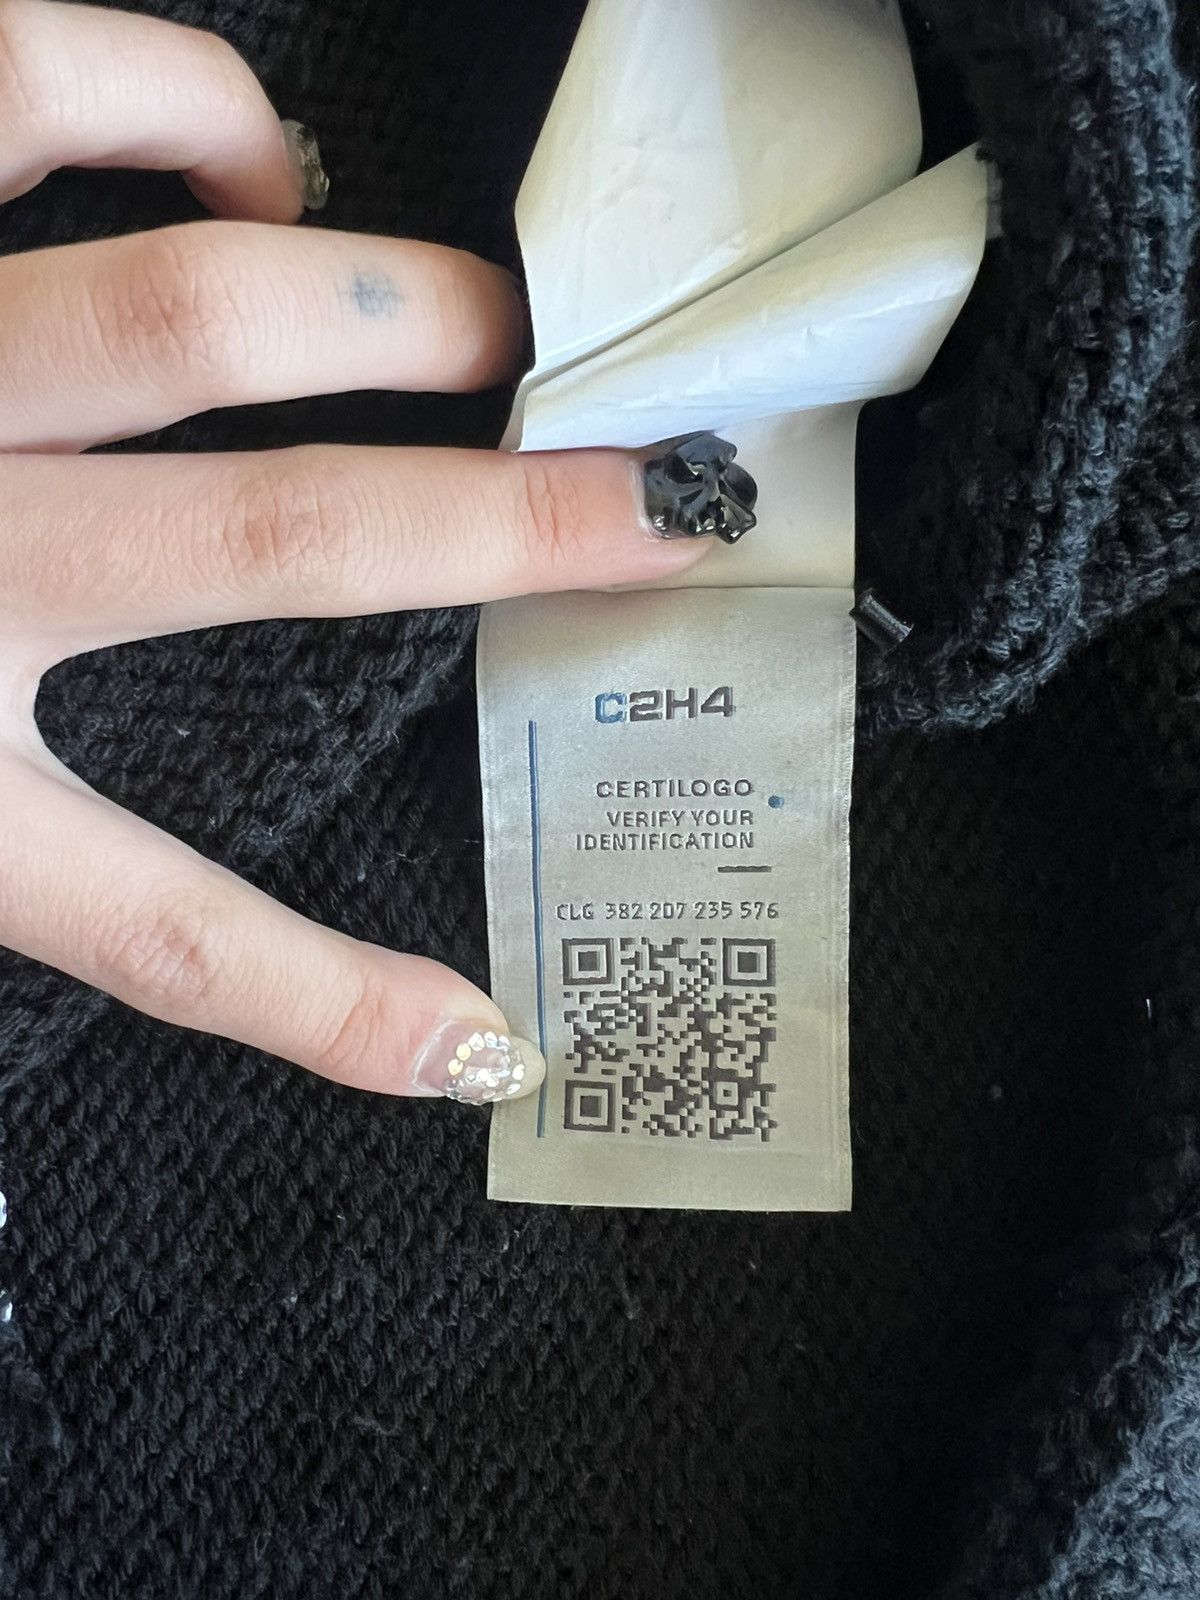 C2H4
CERTILOGO
VERIFY YOUR
IDENTIFICATION
CLG 382 207 235 576